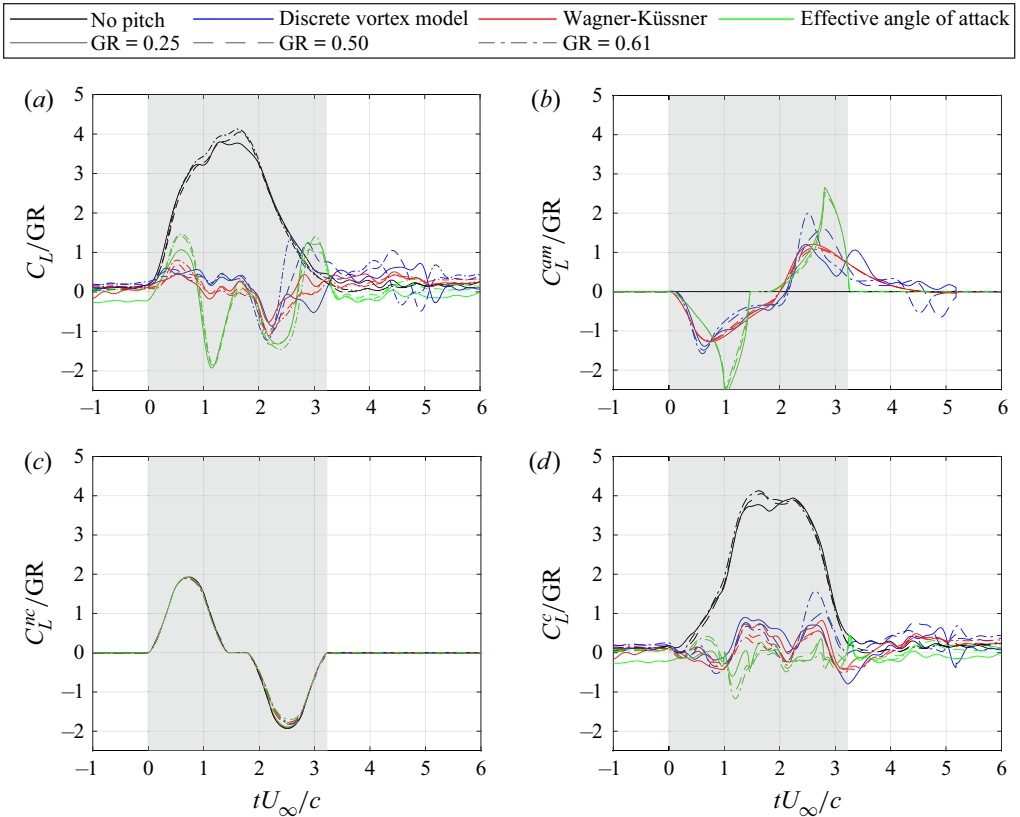 No pitch Discrete vortex model Wagner-Küssner Effective angle of attack
GR = 0.25 GR = 0.50 GR = 0.61
(a) (b)
5 5
4 4
3 3
2 2
1 1
0 0
–1 –1
–2 –2
C_L/GR C_L^{am}/GR
–1 0 1 2 3 4 5 6 –1 0 1 2 3 4 5 6
(c) (d)
5 5
4 4
3 3
2 2
1 1
0 0
–1 –1
–2 –2
C_L^{nc}/GR C_L^{c}/GR
–1 0 1 2 3 4 5 6 –1 0 1 2 3 4 5 6
tU_∞/c tU_∞/c